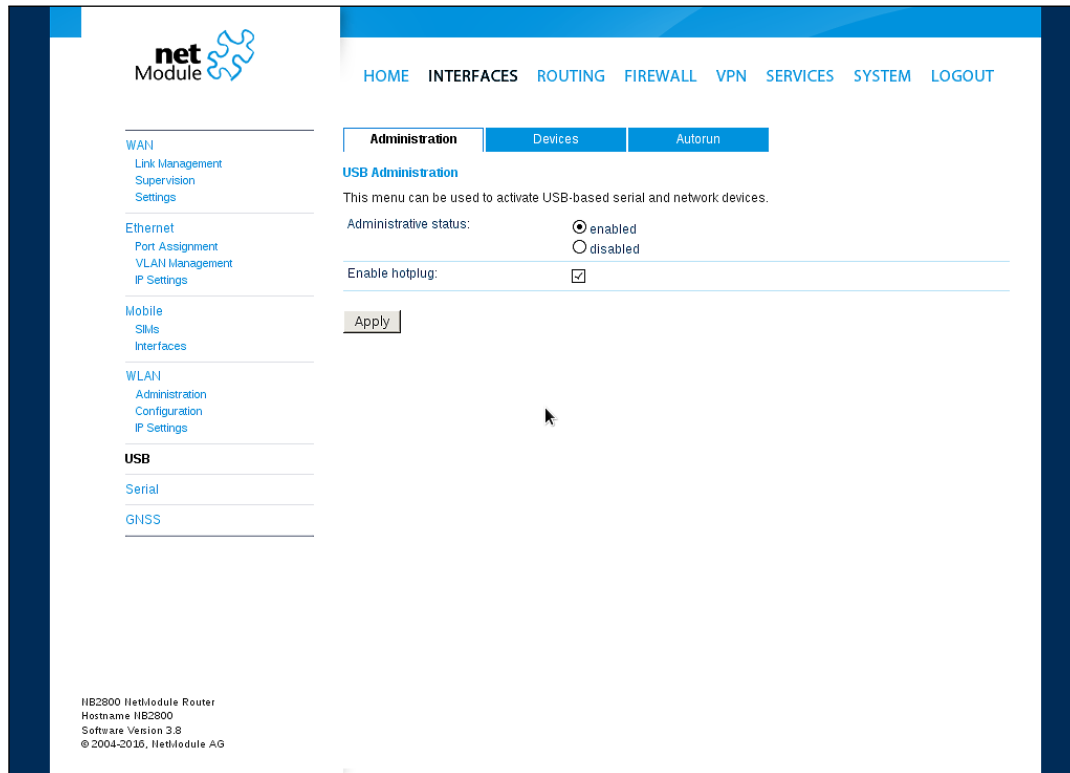 net
Module
HOME INTERFACES ROUTING FIREWALL VPN SERVICES SYSTEM LOGOUT
WAN
Link Management
Supervision
Settings
Ethernet
Port Assignment
VLAN Management
IP Settings
Mobile
SIMs
Interfaces
WLAN
Administration
Configuration
IP Settings
USB
Serial
GNSS
Administration Devices Autorun
USB Administration
This menu can be used to activate USB-based serial and network devices.
Administrative status: enabled
disabled
Enable hotplug:
Apply
NB2800 NetModule Router
Hostname NB2800
Software Version 3.8
© 2004-2016, NetModule AG